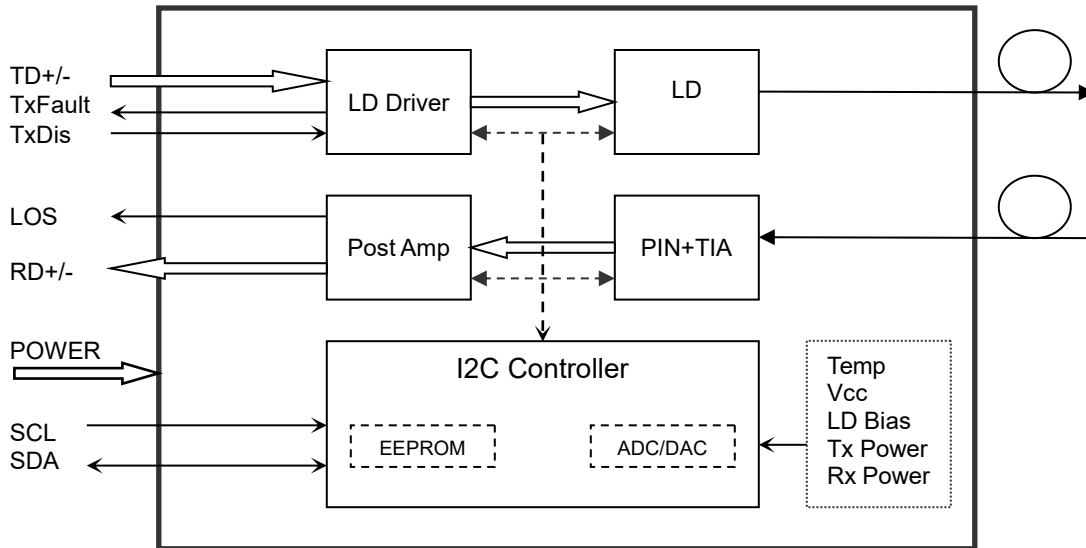 TD+/-
TxFault
TxDis
LD Driver
LD
LOS
RD+/-
Post Amp
PIN+TIA
POWER
SCL
SDA
I2C Controller
EEPROM
ADC/DAC
Temp
Vcc
LD Bias
Tx Power
Rx Power